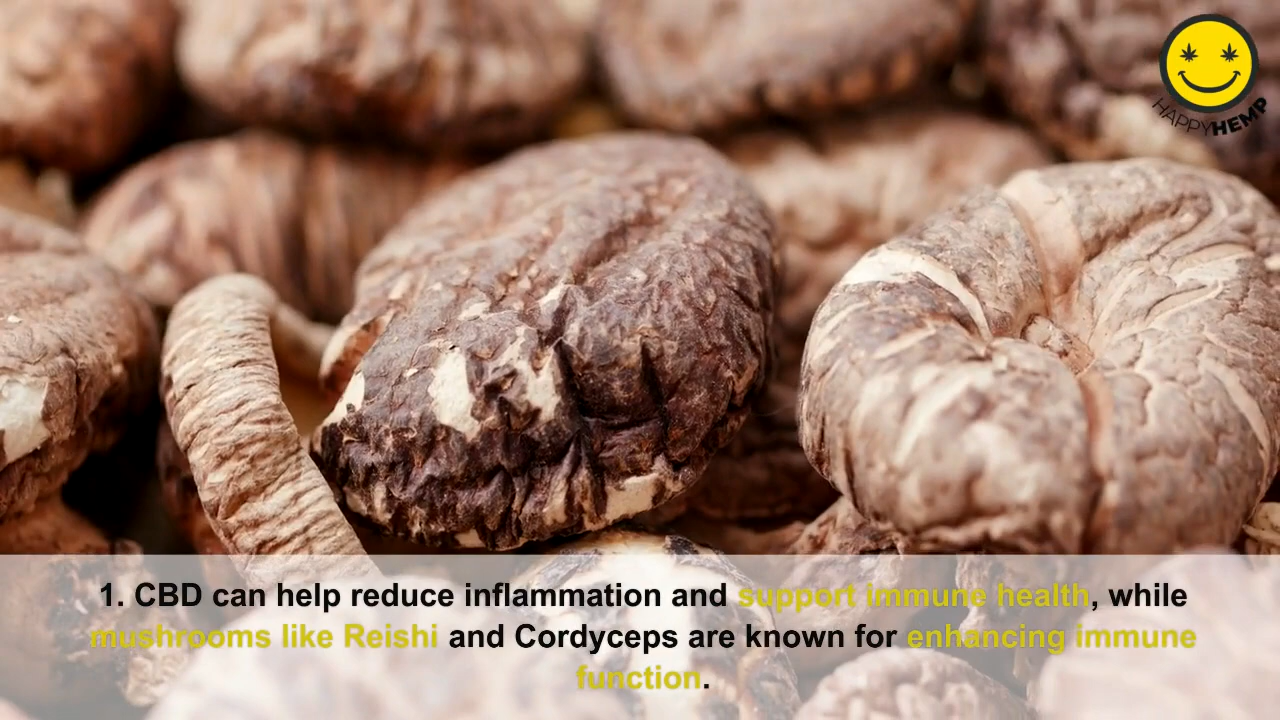 HAPPYHEMP
1. CBD can help reduce inflammation and support immune health, while
mushrooms like Reishi and Cordyceps are known for enhancing immune
function.